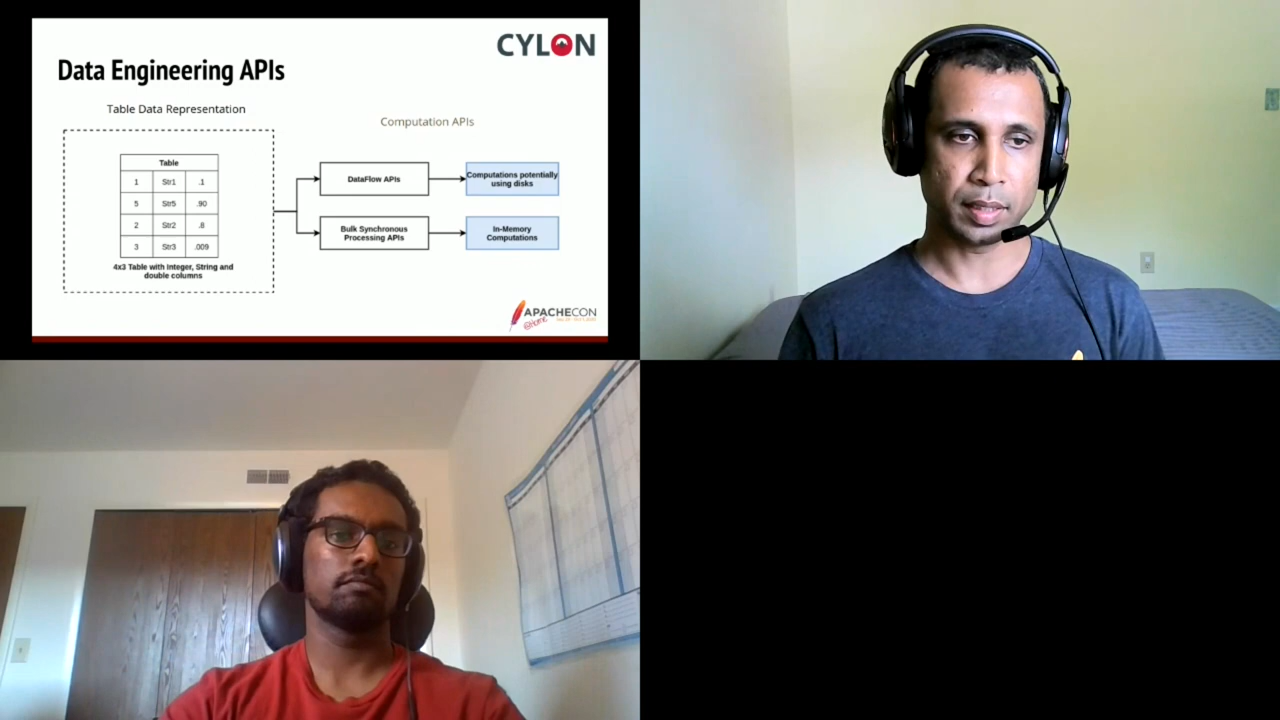 CYLON
Data Engineering APIs
Table Data Representation
Computation APIs
Table
1 Str1 .1
5 Str5 .90
2 Str2 .8
3 Str3 .009
4x3 Table with Integer, String and
double columns
DataFlow APIs
Computations potentially
using disks
Bulk Synchronous
Processing APIs
In-Memory
Computations
APACHECON
@Home